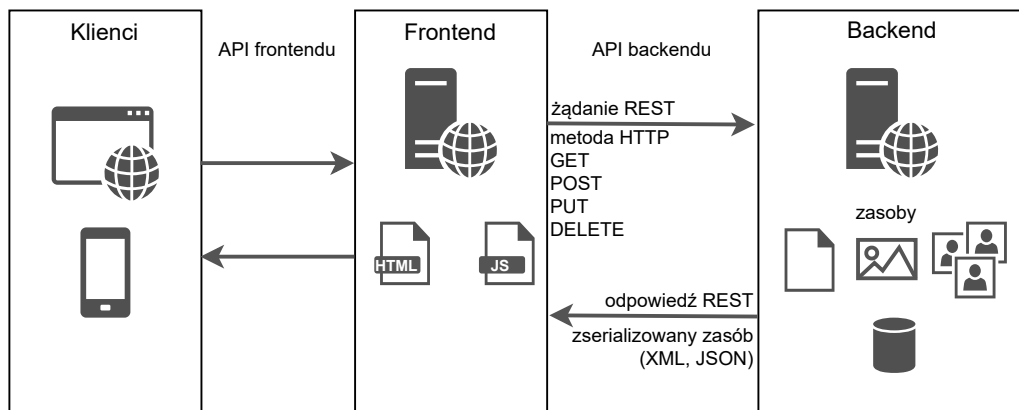 Klienci
API frontendu
Frontend
API backendu
Backend
żądanie REST
metoda HTTP
GET
POST
PUT
DELETE
zasoby
HTML
JS
odpowiedź REST
zserializowany zasób
(XML, JSON)